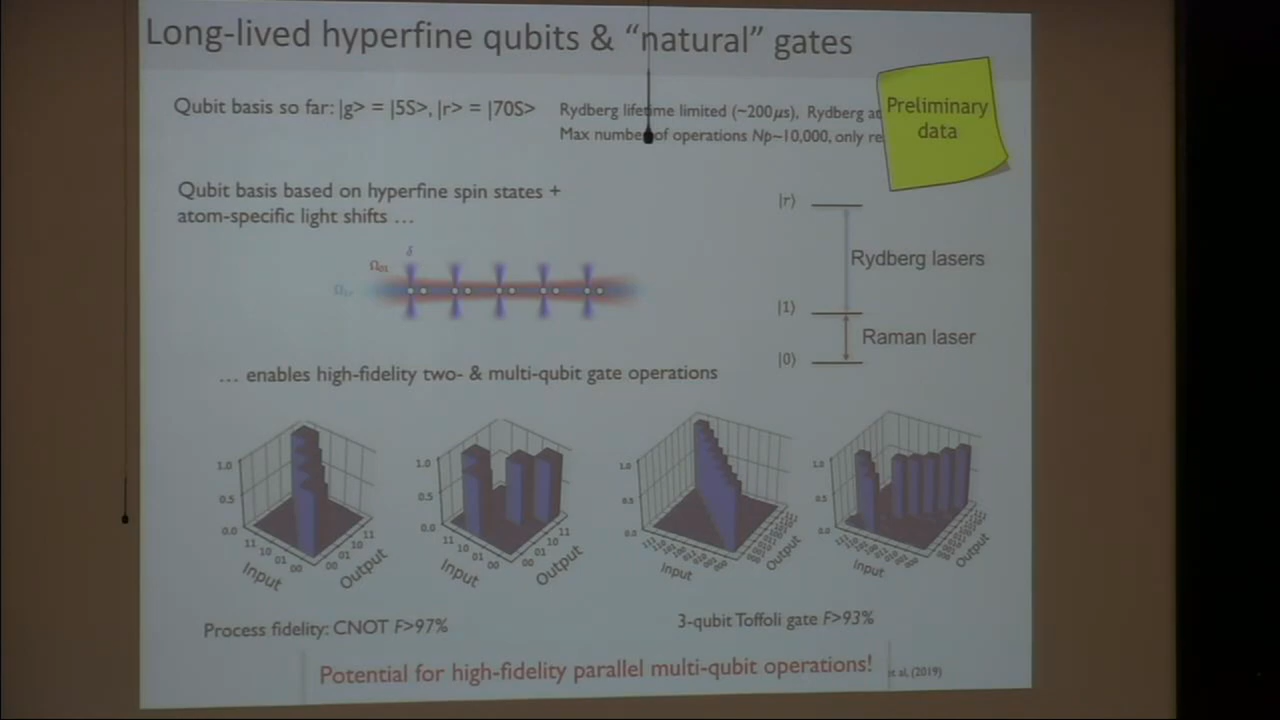 Long-lived hyperfine qubits & “natural” gates
Qubit basis so far: |g> = |5S>, |r> = |70S>
Rydberg lifetime limited (~200μs), Rydberg
Max number of operations Np~10,000, only
Preliminary
data
Qubit basis based on hyperfine spin states +
atom-specific light shifts …
δ
Ω01
Ω1r
|r⟩
Rydberg lasers
|1⟩
Raman laser
|0⟩
… enables high-fidelity two- & multi-qubit gate operations
1.0
0.5
0.0
11
10
01
00
Input
00
01
10
11
Output
1.0
0.5
0.0
11
10
01
00
Input
00
01
10
11
Output
1.0
0.5
0.0
Input
Output
1.0
0.5
0.0
Input
Output
Process fidelity: CNOT F>97%
3-qubit Toffoli gate F>93%
Potential for high-fidelity parallel multi-qubit operations!
al, (2019)